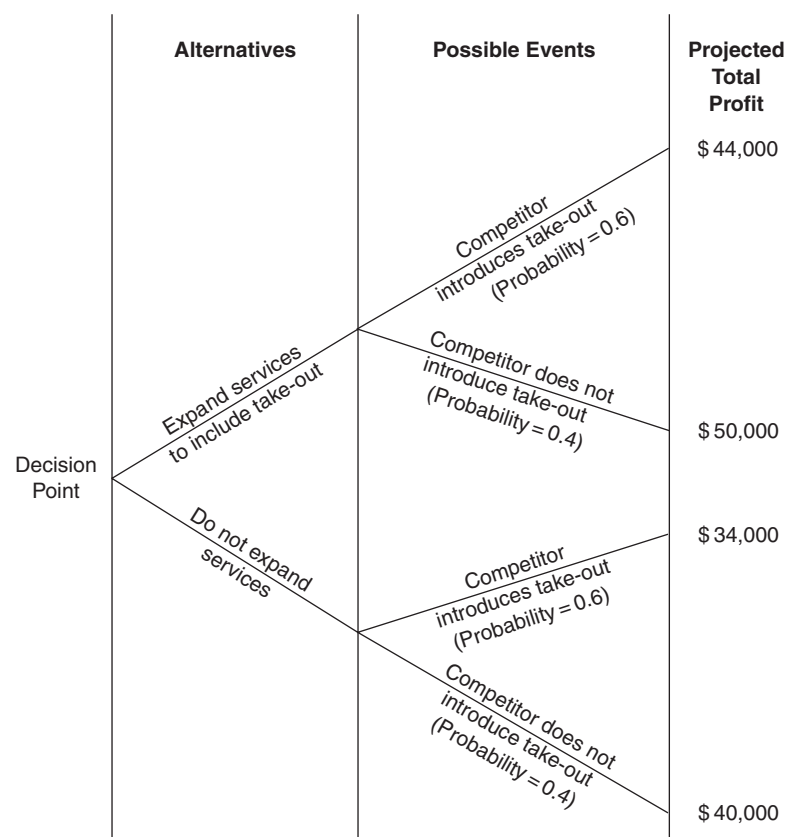 Alternatives
Possible Events
Projected
Total
Profit
$ 44,000
Competitor
introduces take-out
(Probability = 0.6)
Competitor does not
introduce take-out
(Probability = 0.4)
$ 50,000
Expand services
to include take-out
Decision
Point
Do not expand
services
$ 34,000
Competitor
introduces take-out
(Probability = 0.6)
Competitor does not
introduce take-out
(Probability = 0.4)
$ 40,000